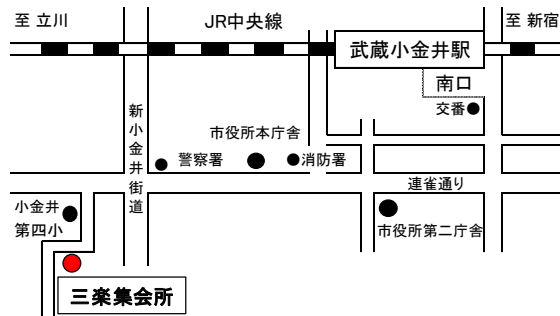 至 立川
JR中央線
至 新宿
武蔵小金井駅
南口
交番
新小金井街道
市役所本庁舎
警察署
消防署
連雀通り
小金井
第四小
市役所第二庁舎
三楽集会所